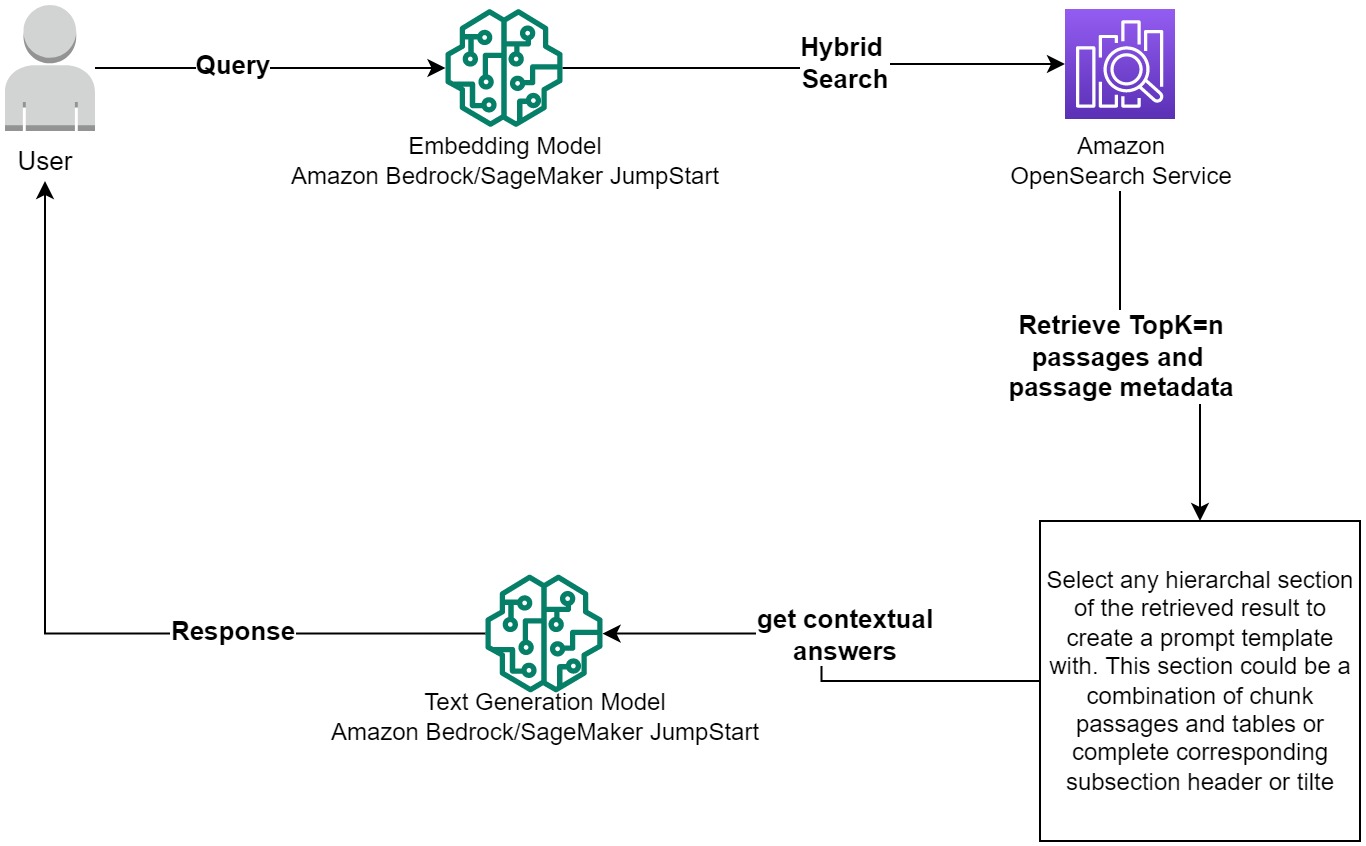 Query
Hybrid
Search
User
Embedding Model
Amazon Bedrock/SageMaker JumpStart
Amazon
OpenSearch Service
Retrieve TopK=n
passages and
passage metadata
Select any hierarchal section
of the retrieved result to
create a prompt template
with. This section could be a
combination of chunk
passages and tables or
complete corresponding
subsection header or tilte
get contextual
answers
Response
Text Generation Model
Amazon Bedrock/SageMaker JumpStart